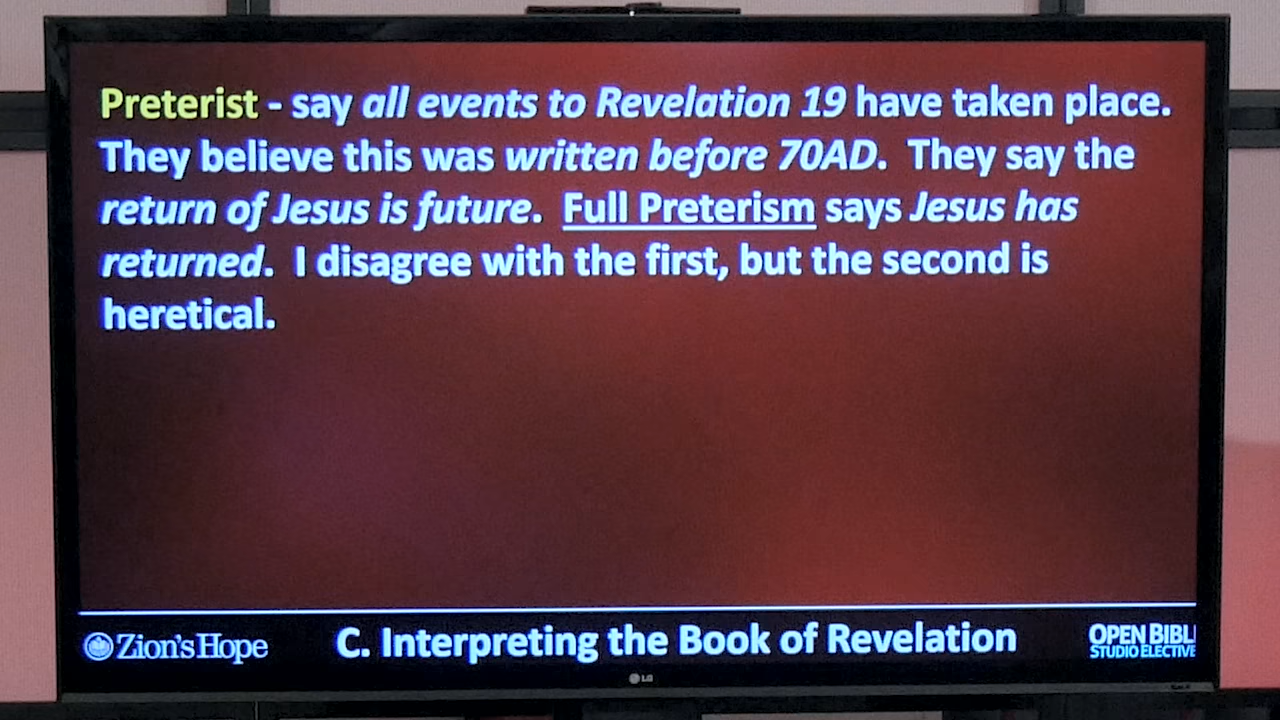 Preterist - say all events to Revelation 19 have taken place.
They believe this was written before 70AD. They say the
return of Jesus is future. Full Preterism says Jesus has
returned. I disagree with the first, but the second is
heretical.
Zion's Hope
C. Interpreting the Book of Revelation
OPEN BIBL
STUDIO ELECTIVE
LG